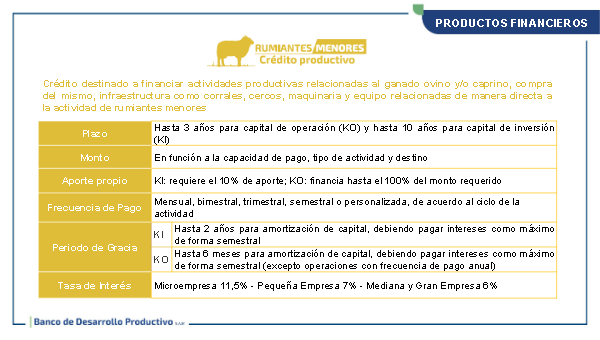 PRODUCTOS FINANCIEROS
RUMIANTES MENORES
Crédito productivo
Crédito destinado a financiar actividades productivas relacionadas al ganado ovino y/o caprino, compra
del mismo, infraestructura como corrales, cercos, maquinaria y equipo relacionadas de manera directa a
la actividad de rumiantes menores
Plazo
Hasta 3 años para capital de operación (KO) y hasta 10 años para capital de inversión
(KI)
Monto
En función a la capacidad de pago, tipo de actividad y destino
Aporte propio
KI: requiere el 10% de aporte; KO: financia hasta el 100% del monto requerido
Frecuencia de Pago
Mensual, bimestral, trimestral, semestral o personalizada, de acuerdo al ciclo de la
actividad
Periodo de Gracia
KI
Hasta 2 años para amortización de capital, debiendo pagar intereses como máximo
de forma semestral
KO
Hasta 6 meses para amortización de capital, debiendo pagar intereses como máximo
de forma semestral (excepto operaciones con frecuencia de pago anual)
Tasa de Interés
Microempresa 11,5% - Pequeña Empresa 7% - Mediana y Gran Empresa 6%
Banco de Desarrollo Productivo S.A.M.